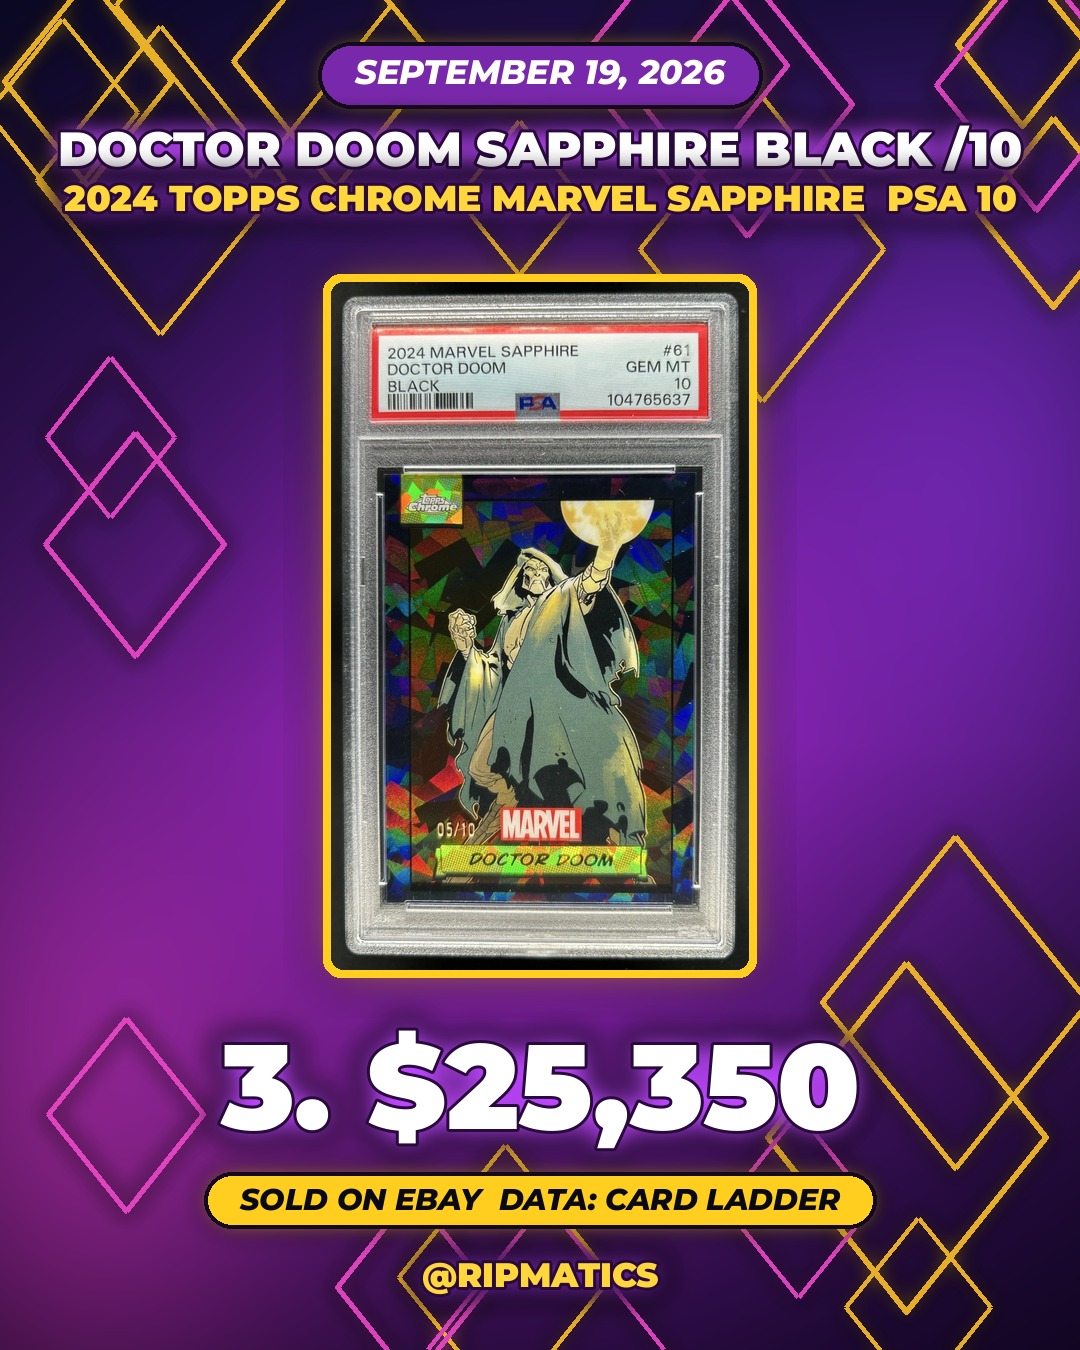 SEPTEMBER 19, 2026
DOCTOR DOOM SAPPHIRE BLACK /10
2024 TOPPS CHROME MARVEL SAPPHIRE PSA 10
2024 MARVEL SAPPHIRE #61
DOCTOR DOOM GEM MT
BLACK 10
PSA 104765637
Topps
Chrome
05/10 MARVEL
DOCTOR DOOM
3. $25,350
SOLD ON EBAY DATA: CARD LADDER
@RIPMATICS